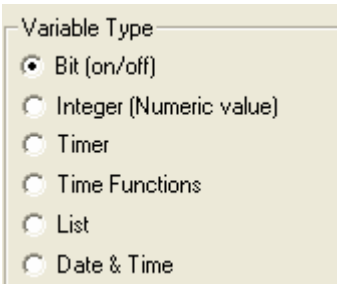 Variable Type
Bit (on/off)
Integer (Numeric value)
Timer
Time Functions
List
Date & Time